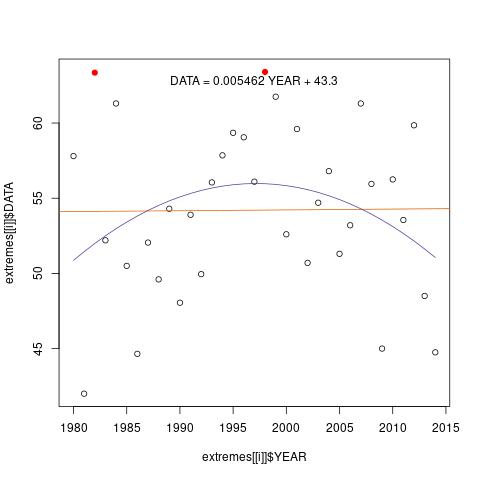 DATA = 0.005462 YEAR + 43.3
60
55
50
45
extremes[[i]]$DATA
1980 1985 1990 1995 2000 2005 2010 2015
extremes[[i]]$YEAR